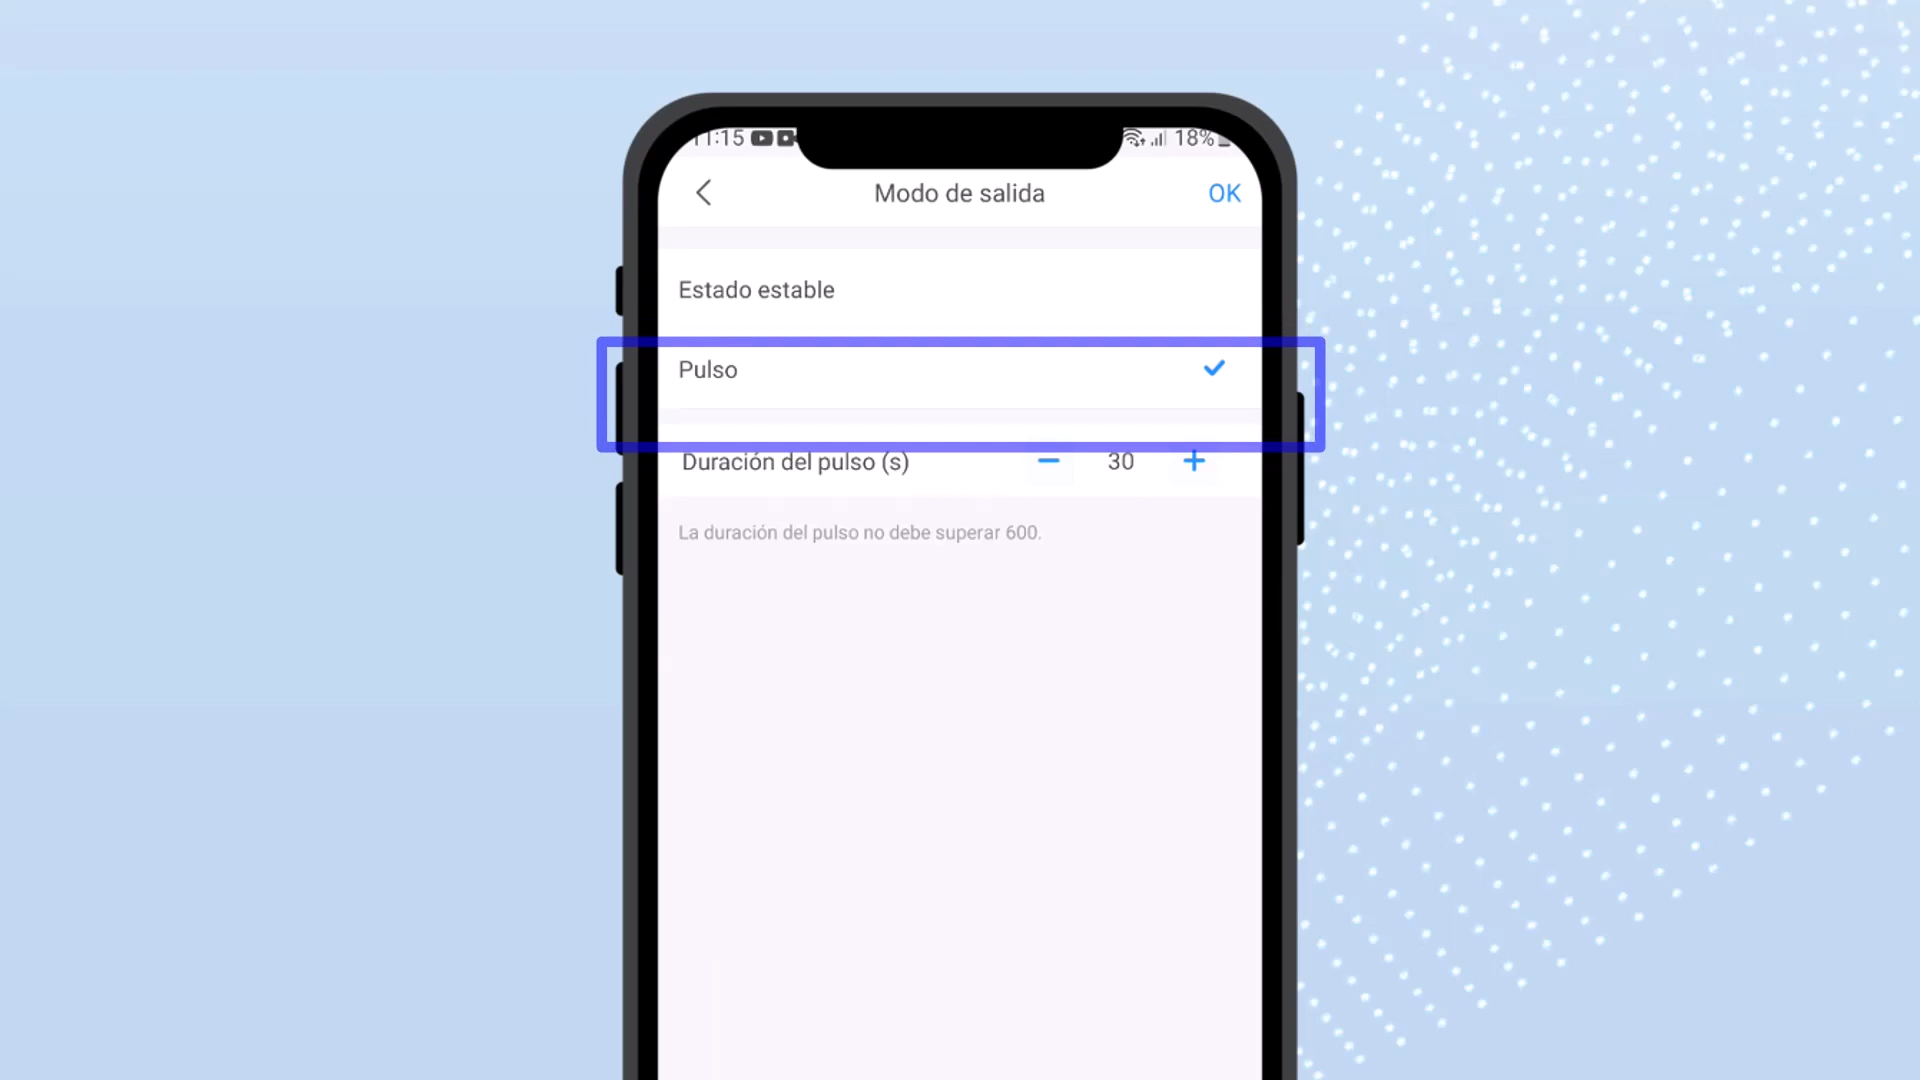 11:15 18%
Modo de salida OK
Estado estable
Pulso
Duración del pulso (s) 30
La duración del pulso no debe superar 600.